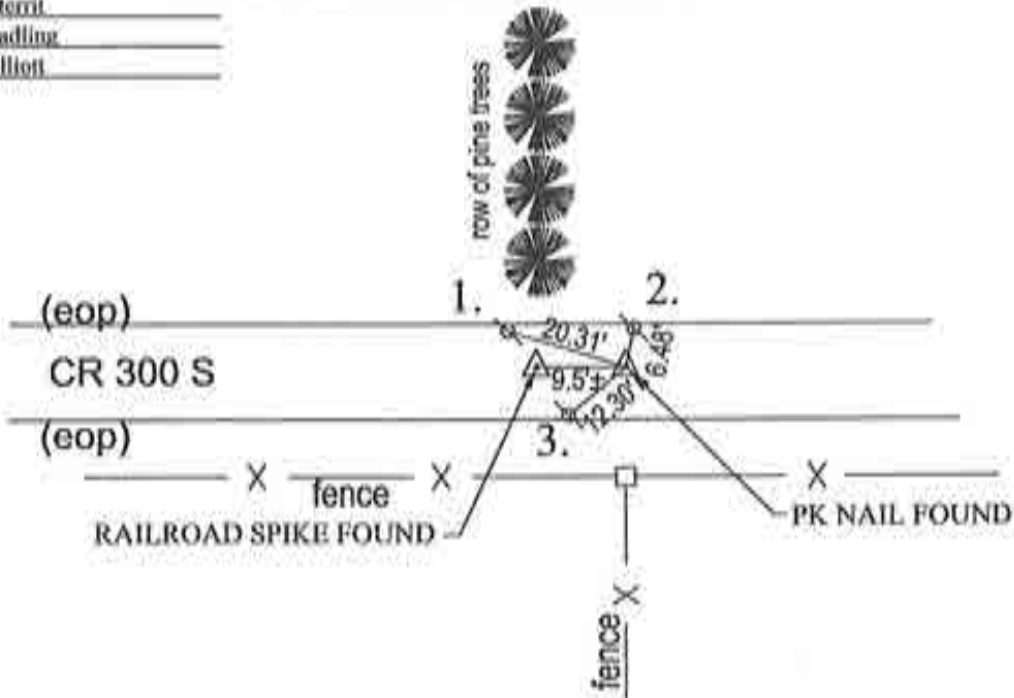 row of pine trees
1.
2.
(eop)
20.31'
6.48'
CR 300 S
9.5'±
12.30'
(eop)
3.
fence
RAILROAD SPIKE FOUND
PK NAIL FOUND
X
X
X
X
fence